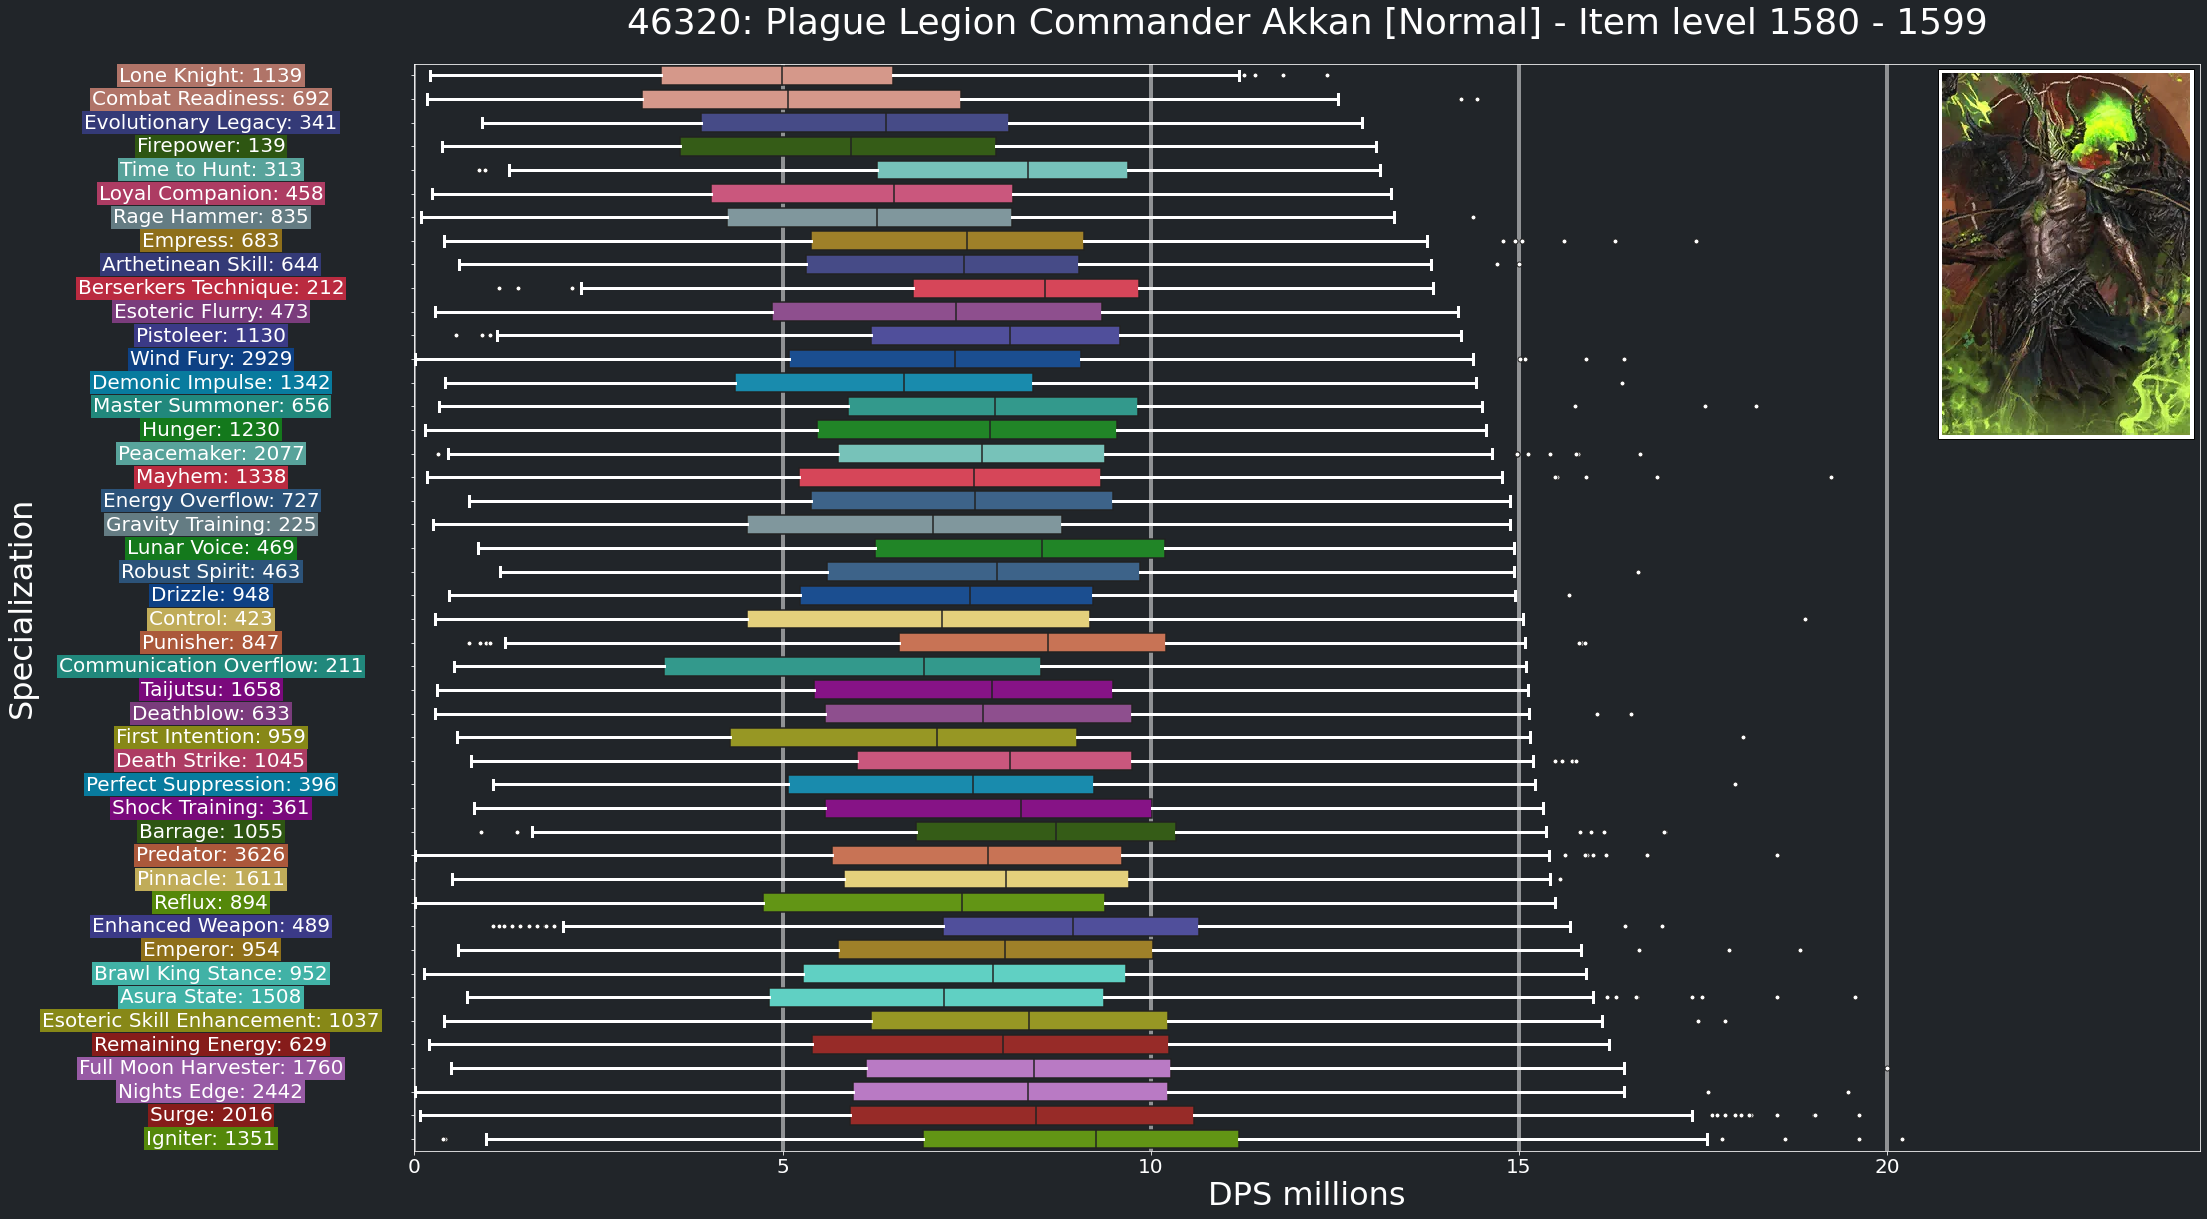 46320: Plague Legion Commander Akkan [Normal] - Item level 1580 - 1599
Specialization
Lone Knight: 1139
Combat Readiness: 692
Evolutionary Legacy: 341
Firepower: 139
Time to Hunt: 313
Loyal Companion: 458
Rage Hammer: 835
Empress: 683
Arthetinean Skill: 644
Berserkers Technique: 212
Esoteric Flurry: 473
Pistoleer: 1130
Wind Fury: 2929
Demonic Impulse: 1342
Master Summoner: 656
Hunger: 1230
Peacemaker: 2077
Mayhem: 1338
Energy Overflow: 727
Gravity Training: 225
Lunar Voice: 469
Robust Spirit: 463
Drizzle: 948
Control: 423
Punisher: 847
Communication Overflow: 211
Taijutsu: 1658
Deathblow: 633
First Intention: 959
Death Strike: 1045
Perfect Suppression: 396
Shock Training: 361
Barrage: 1055
Predator: 3626
Pinnacle: 1611
Reflux: 894
Enhanced Weapon: 489
Emperor: 954
Brawl King Stance: 952
Asura State: 1508
Esoteric Skill Enhancement: 1037
Remaining Energy: 629
Full Moon Harvester: 1760
Nights Edge: 2442
Surge: 2016
Igniter: 1351
0 5 10 15 20
DPS millions